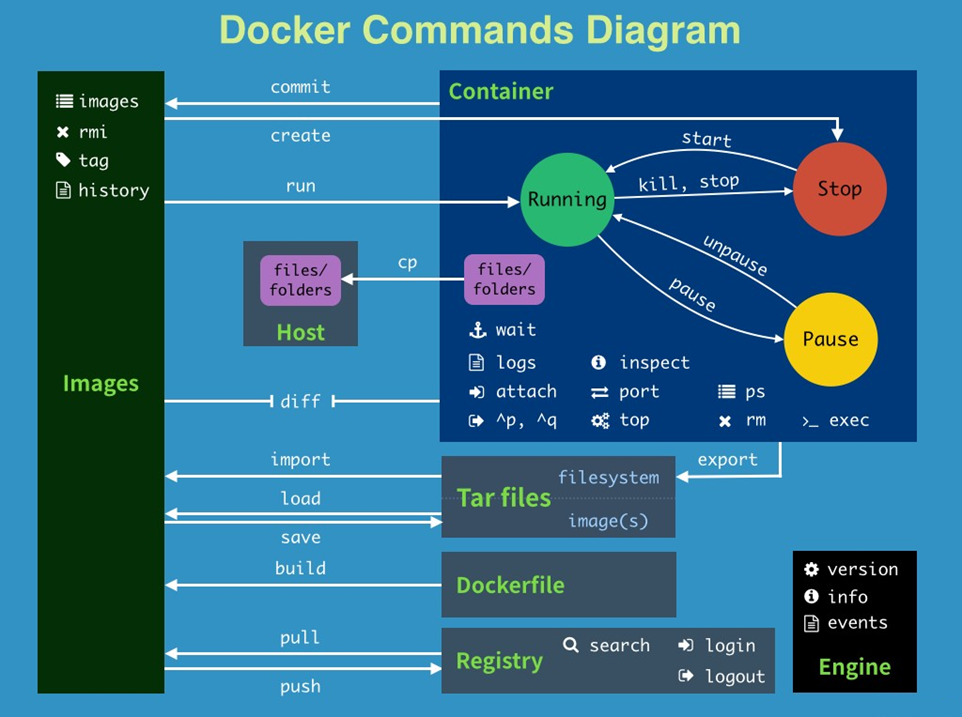 Docker Commands Diagram
images
rmi
tag
history
Images
commit
create
run
Container
Running
start
kill, stop
Stop
unpause
pause
Pause
files/
folders
Host
cp
files/
folders
wait
logs
inspect
attach
port
ps
^p, ^q
top
rm
>_ exec
diff
import
load
save
export
Tar files
filesystem
image(s)
build
Dockerfile
pull
push
Registry
search
login
logout
version
info
events
Engine